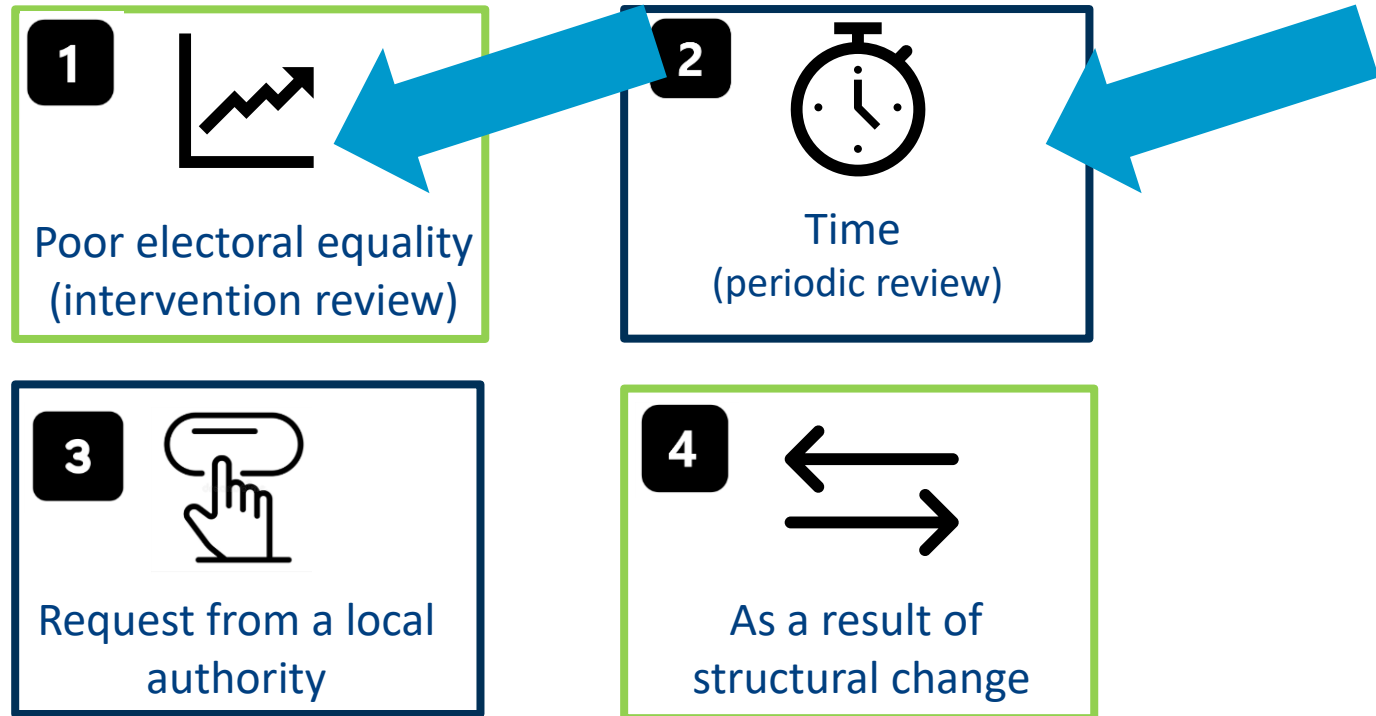 1
Poor electoral equality
(intervention review)
2
Time
(periodic review)
3
Request from a local
authority
4
As a result of
structural change